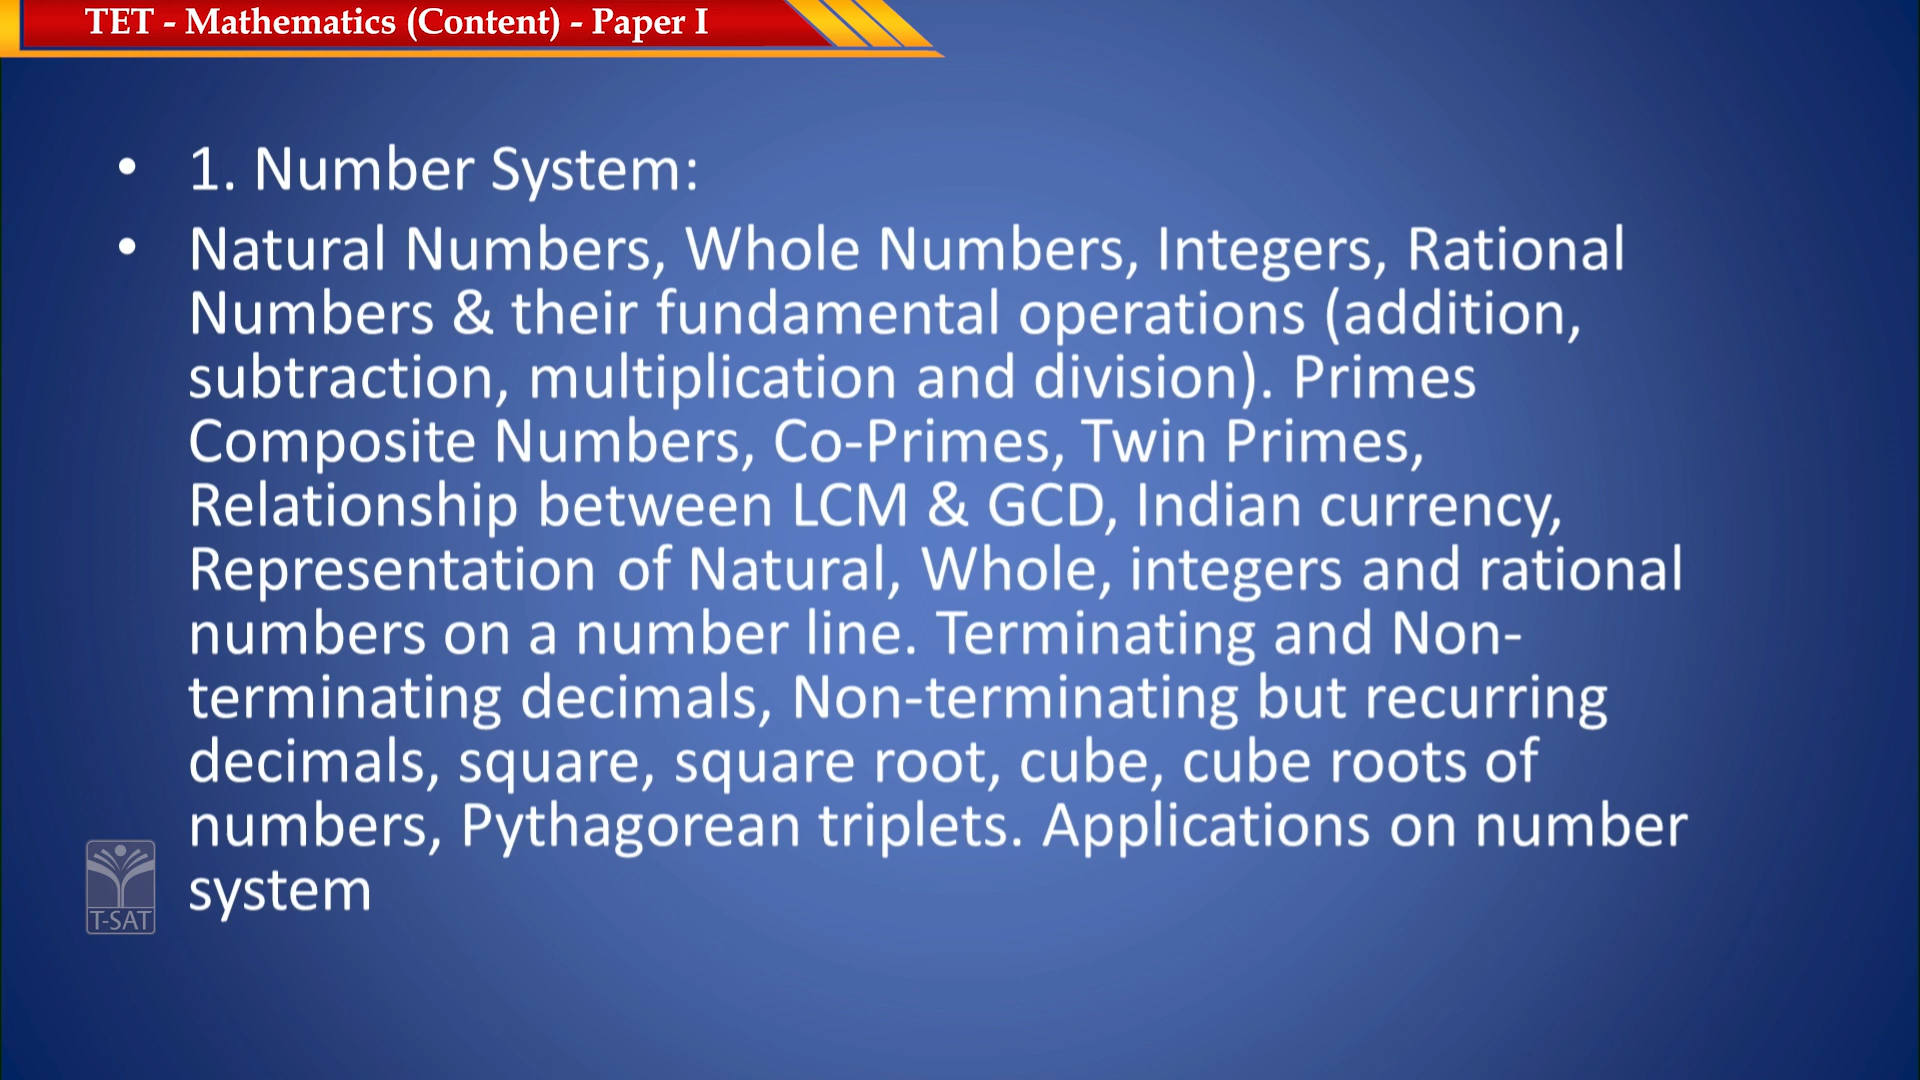 TET - Mathematics (Content) - Paper I
• 1. Number System:
• Natural Numbers, Whole Numbers, Integers, Rational
Numbers & their fundamental operations (addition,
subtraction, multiplication and division). Primes
Composite Numbers, Co-Primes, Twin Primes,
Relationship between LCM & GCD, Indian currency,
Representation of Natural, Whole, integers and rational
numbers on a number line. Terminating and Non-
terminating decimals, Non-terminating but recurring
decimals, square, square root, cube, cube roots of
numbers, Pythagorean triplets. Applications on number
system
T-SAT